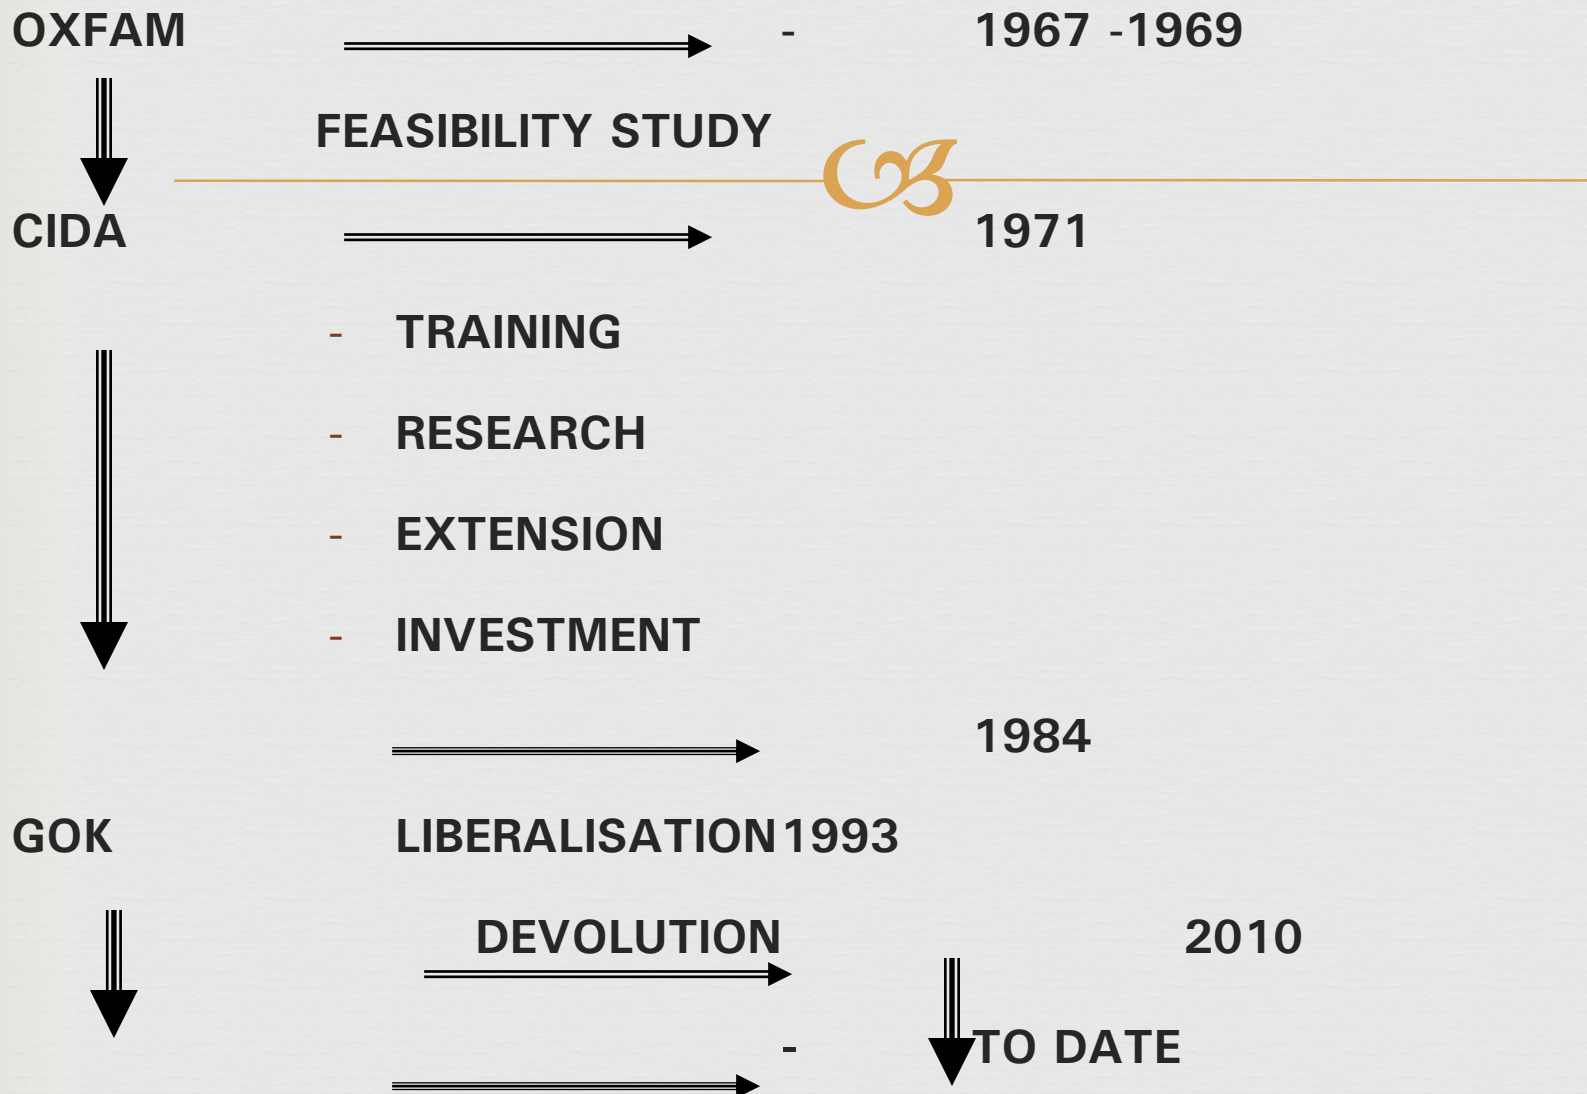 OXFAM - 1967 -1969
FEASIBILITY STUDY
CIDA 1971
- TRAINING
- RESEARCH
- EXTENSION
- INVESTMENT
1984
GOK LIBERALISATION 1993
DEVOLUTION 2010
- TO DATE